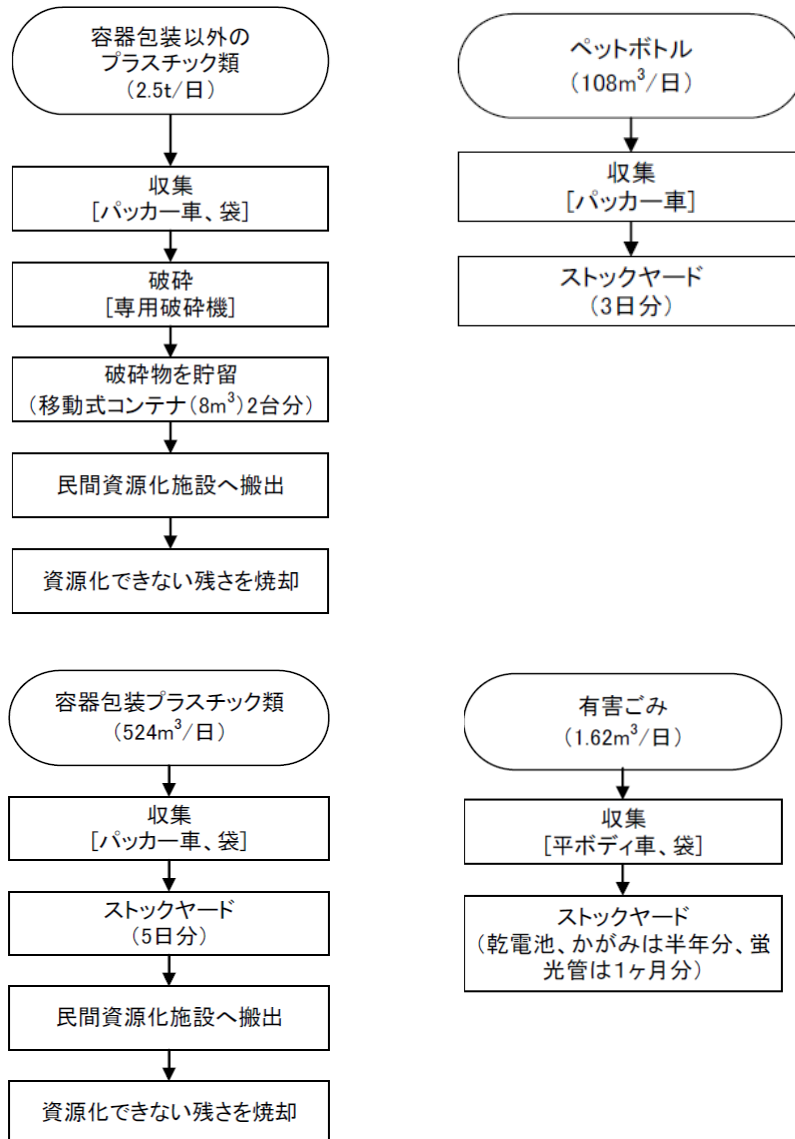 容器包装以外の
プラスチック類
(2.5t/日)
収集
[パッカー車、袋]
破砕
[専用破砕機]
破砕物を貯留
(移動式コンテナ(8m³)2台分)
民間資源化施設へ搬出
資源化できない残さを焼却
ペットボトル
(108m³/日)
収集
[パッカー車]
ストックヤード
(3日分)
容器包装プラスチック類
(524m³/日)
収集
[パッカー車、袋]
ストックヤード
(5日分)
民間資源化施設へ搬出
資源化できない残さを焼却
有害ごみ
(1.62m³/日)
収集
[平ボディ車、袋]
ストックヤード
(乾電池、かがみは半年分、蛍
光管は1ヶ月分)